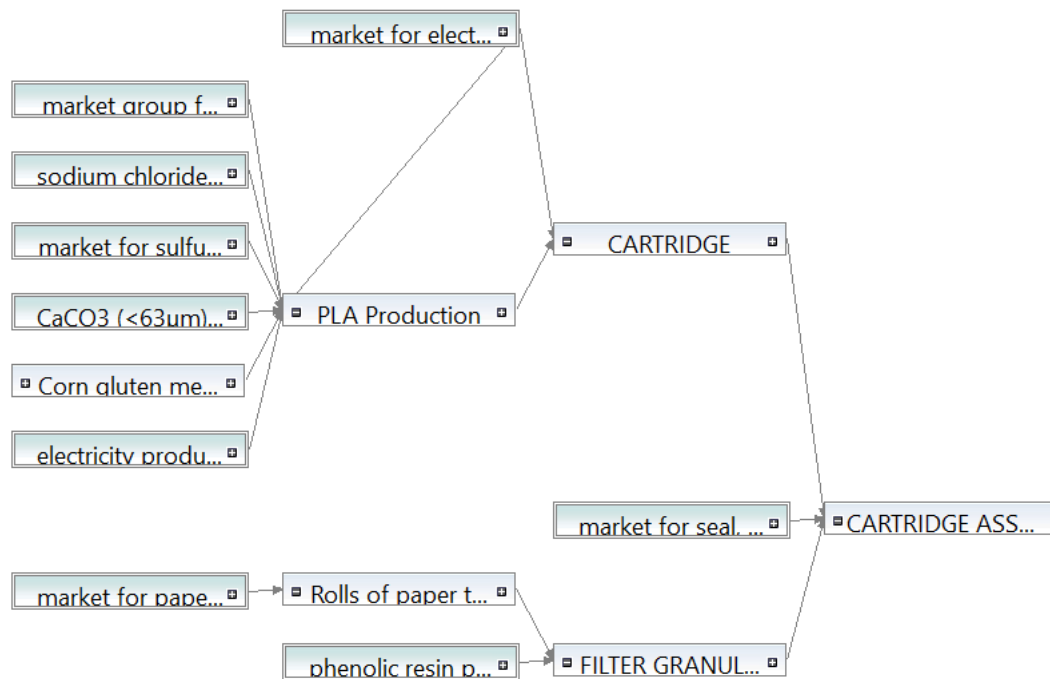 market for elect...
market group f...
sodium chloride...
market for sulfu...
CARTRIDGE
CaCO3 (<63µm)...
PLA Production
Corn gluten me...
electricity produ...
market for seal, ...
CARTRIDGE ASS...
market for pape...
Rolls of paper t...
phenolic resin p...
FILTER GRANUL...